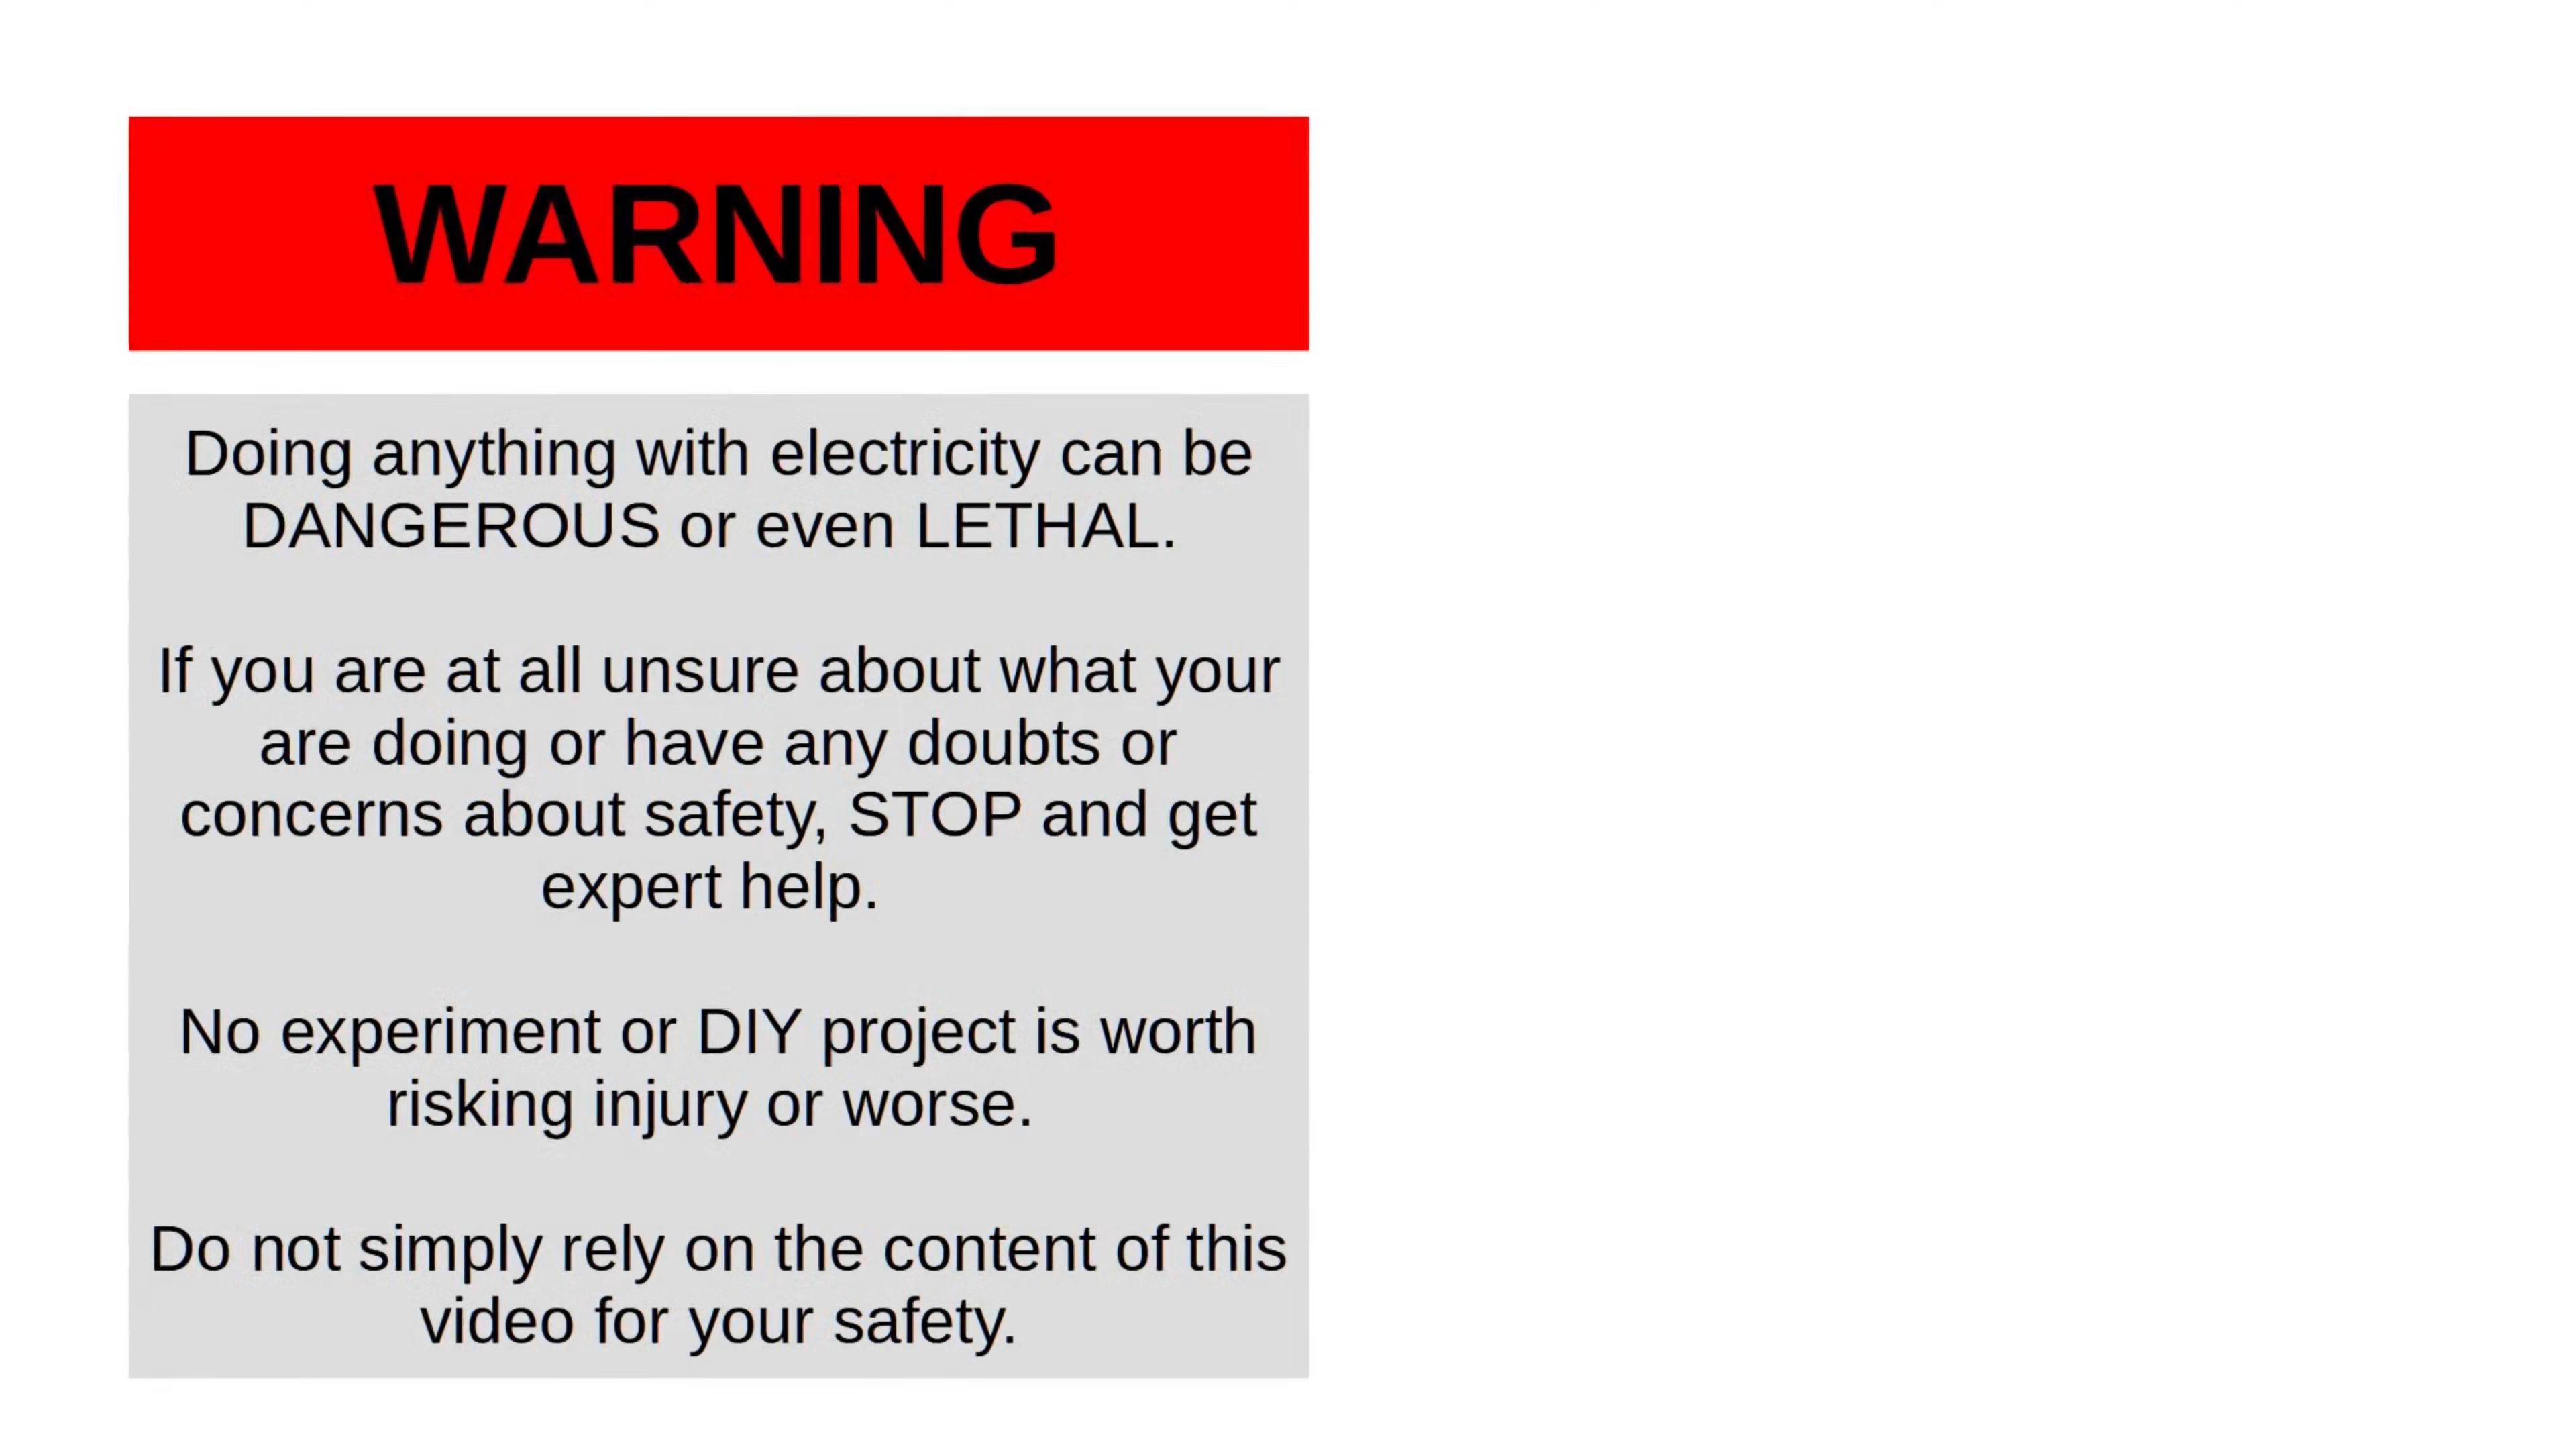 WARNING
Doing anything with electricity can be
DANGEROUS or even LETHAL.
If you are at all unsure about what your
are doing or have any doubts or
concerns about safety, STOP and get
expert help.
No experiment or DIY project is worth
risking injury or worse.
Do not simply rely on the content of this
video for your safety.